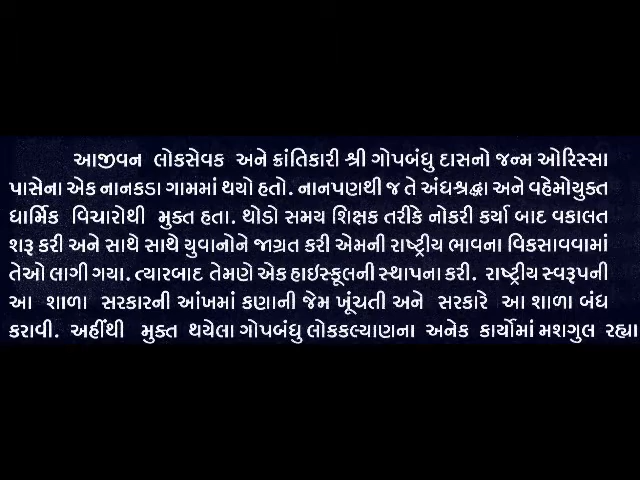 આજીવન લોકસેવક અને ક્રાંતિકારી શ્રી ગોપબંધુ દાસનો જન્મ ઓરિસ્સા
પાસેના એક નાનકડા ગામમાં થયો હતો. નાનપણથી જ તે અંધશ્રદ્ધા અને વહેમોયુક્ત
ધાર્મિક વિચારોથી મુક્ત હતા. થોડો સમય શિક્ષક તરીકે નોકરી કર્યા બાદ વકાલત
શરૂ કરી અને સાથે સાથે યુવાનોને જાગ્રત કરી એમની રાષ્ટ્રીય ભાવના વિકસાવવામાં
તેઓ લાગી ગયા. ત્યારબાદ તેમણે એક હાઇસ્કૂલની સ્થાપના કરી. રાષ્ટ્રીય સ્વરૂપની
આ શાળા સરકારની આંખમાં કણાની જેમ ખૂંચતી અને સરકારે આ શાળા બંધ
કરાવી. અહીંથી મુક્ત થયેલા ગોપબંધુ લોકકલ્યાણના અનેક કાર્યોમાં મશગુલ રહ્યા